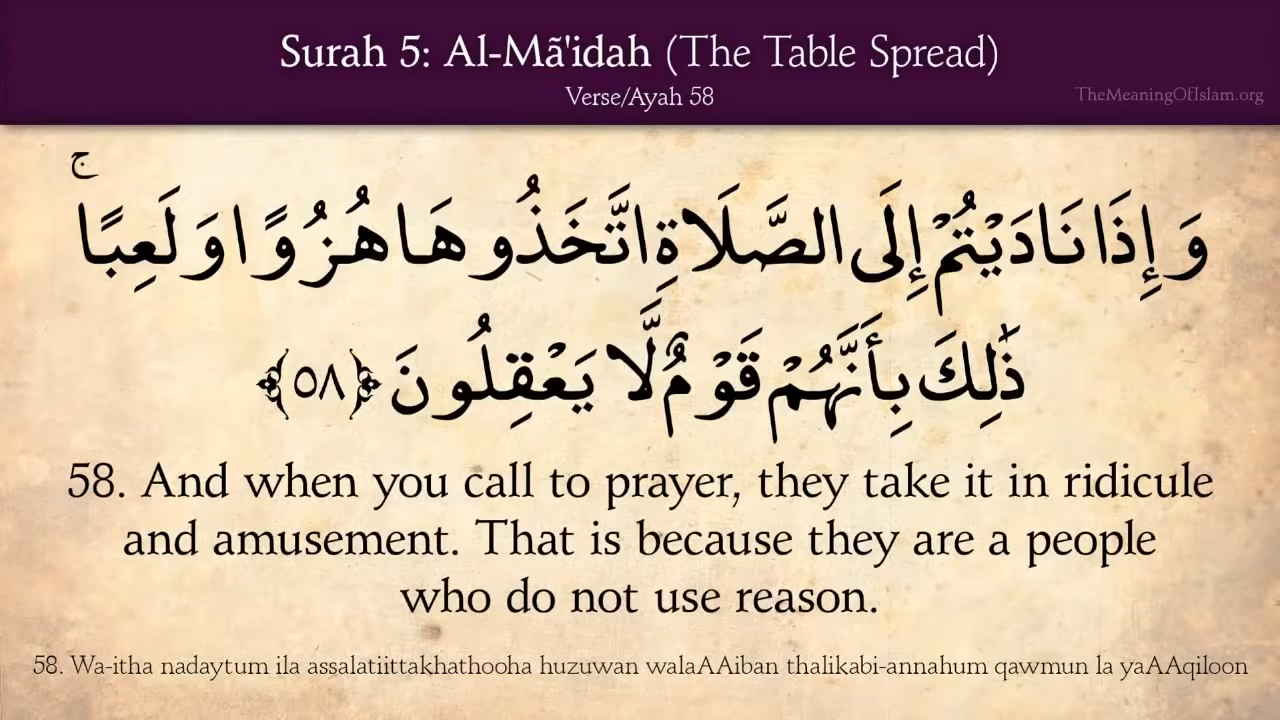 Surah 5: Al-Mã'idah (The Table Spread)
Verse/Ayah 58
TheMeaningOfIslam.org
وَإِذَا نَادَيْتُمْ إِلَى الصَّلَاةِ اتَّخَذُوهَا هُزُوًا وَلَعِبًا ۚ
ذَٰلِكَ بِأَنَّهُمْ قَوْمٌ لَّا يَعْقِلُونَ ﴿٥٨﴾
58. And when you call to prayer, they take it in ridicule
and amusement. That is because they are a people
who do not use reason.
58. Wa-itha nadaytum ila assalatiittakhathooha huzuwan walaAAiban thalikabi-annahum qawmun la yaAAqiloon